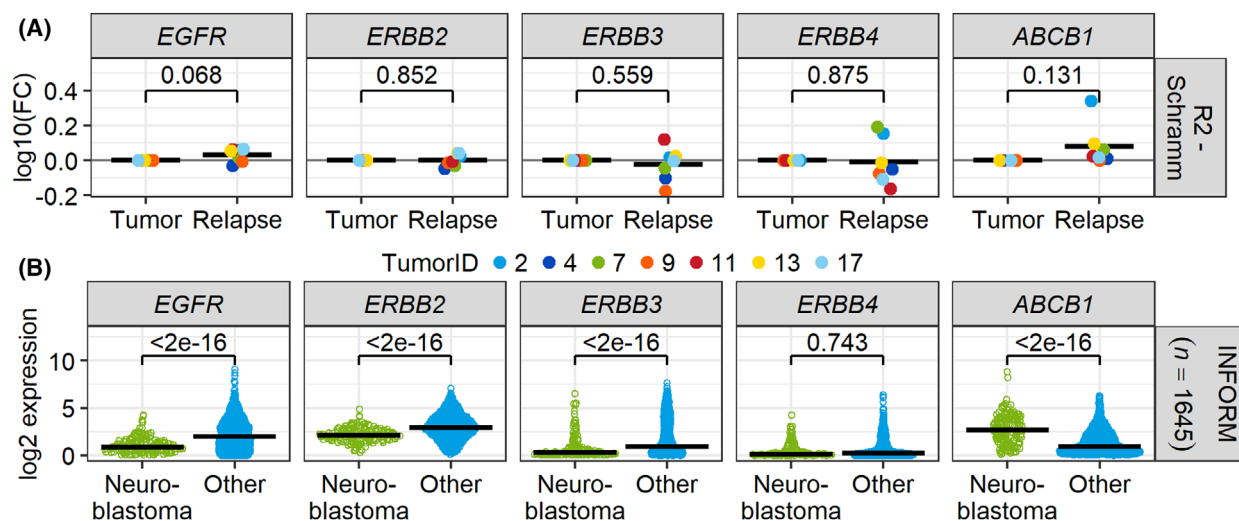 (A)
EGFR ERBB2 ERBB3 ERBB4 ABCB1
0.068 0.852 0.559 0.875 0.131
log10(FC)
0.4
0.2
0.0
-0.2
R2 -
Schramm
Tumor Relapse Tumor Relapse Tumor Relapse Tumor Relapse Tumor Relapse
TumorID 2 4 7 9 11 13 17
(B)
EGFR ERBB2 ERBB3 ERBB4 ABCB1
<2e-16 <2e-16 <2e-16 0.743 <2e-16
log2 expression
10
5
0
INFORM
(n = 1645)
Neuro- Other Neuro- Other Neuro- Other Neuro- Other Neuro- Other
blastoma blastoma blastoma blastoma blastoma